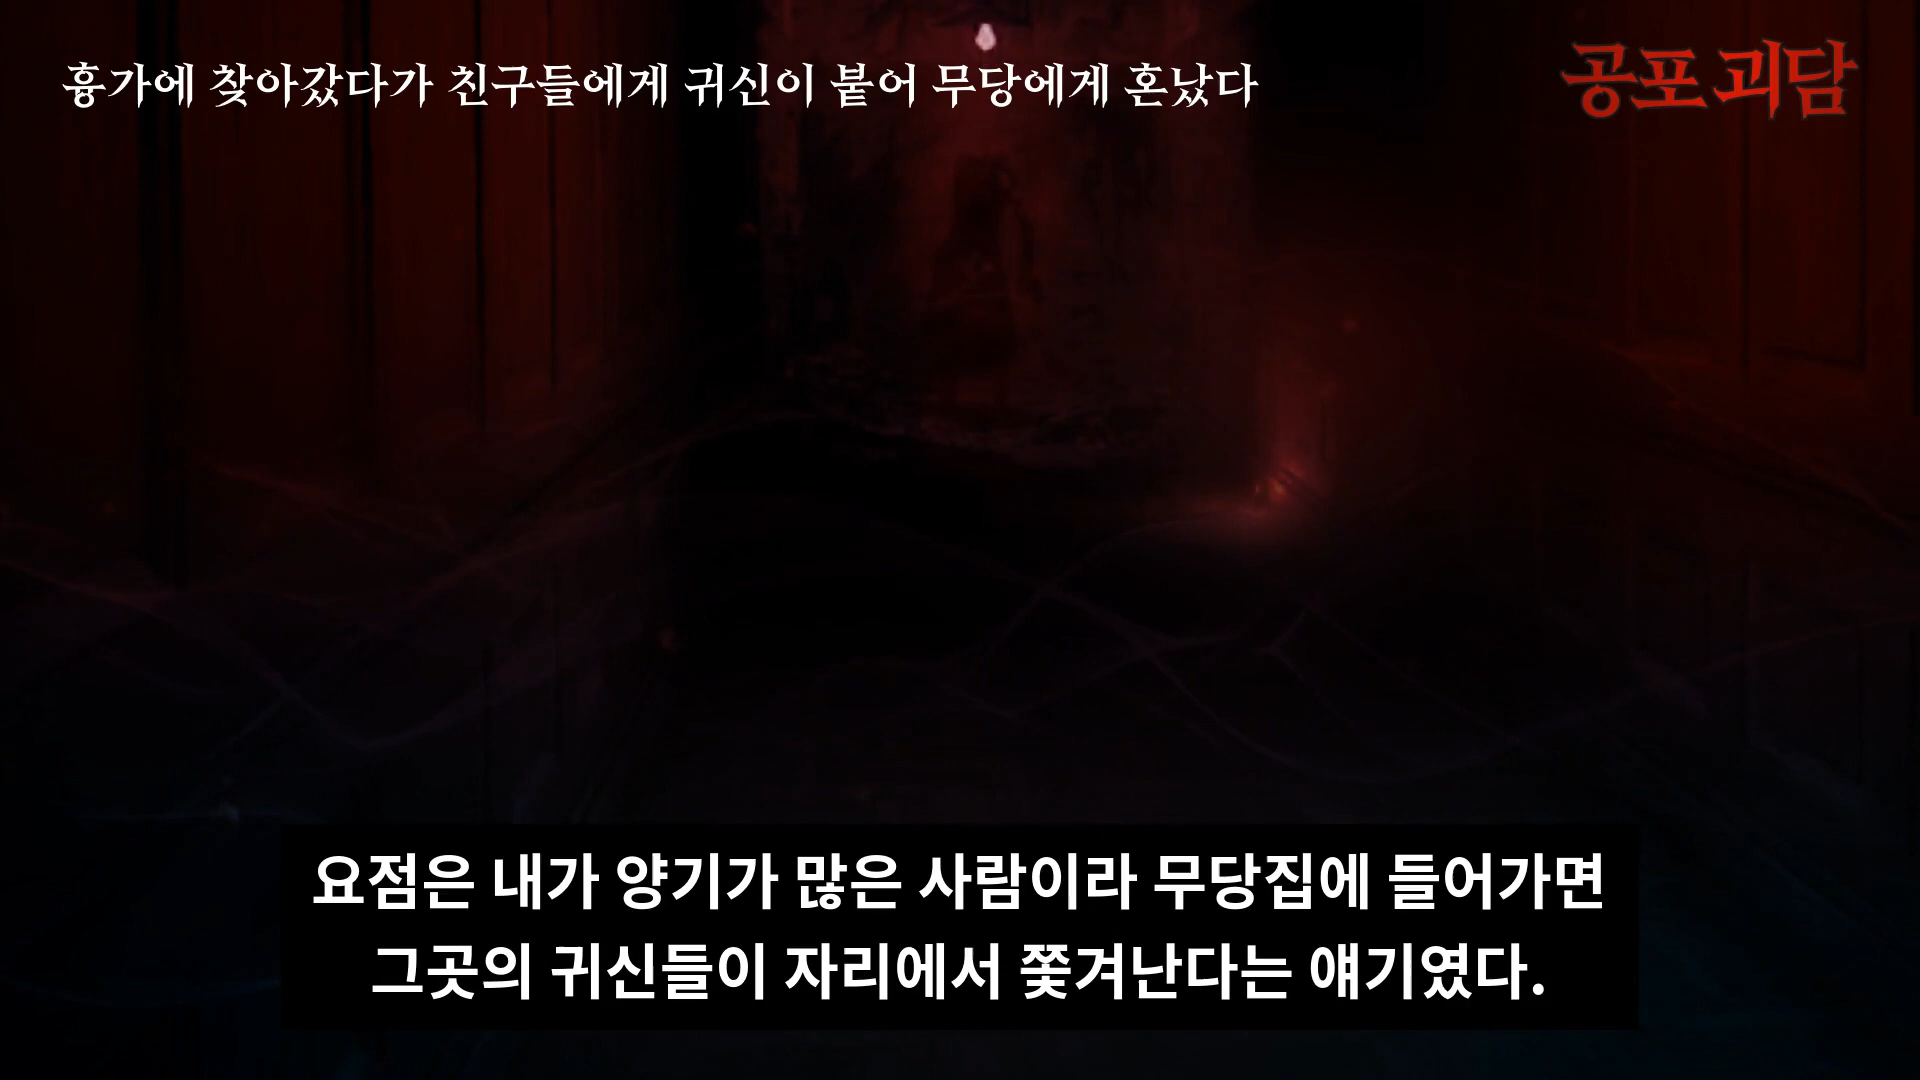 흉가에 찾아갔다가 친구들에게 귀신이 붙어 무당에게 혼났다
공포괴담
요점은 내가 양기가 많은 사람이라 무당집에 들어가면
그곳의 귀신들이 자리에서 쫓겨난다는 얘기였다.